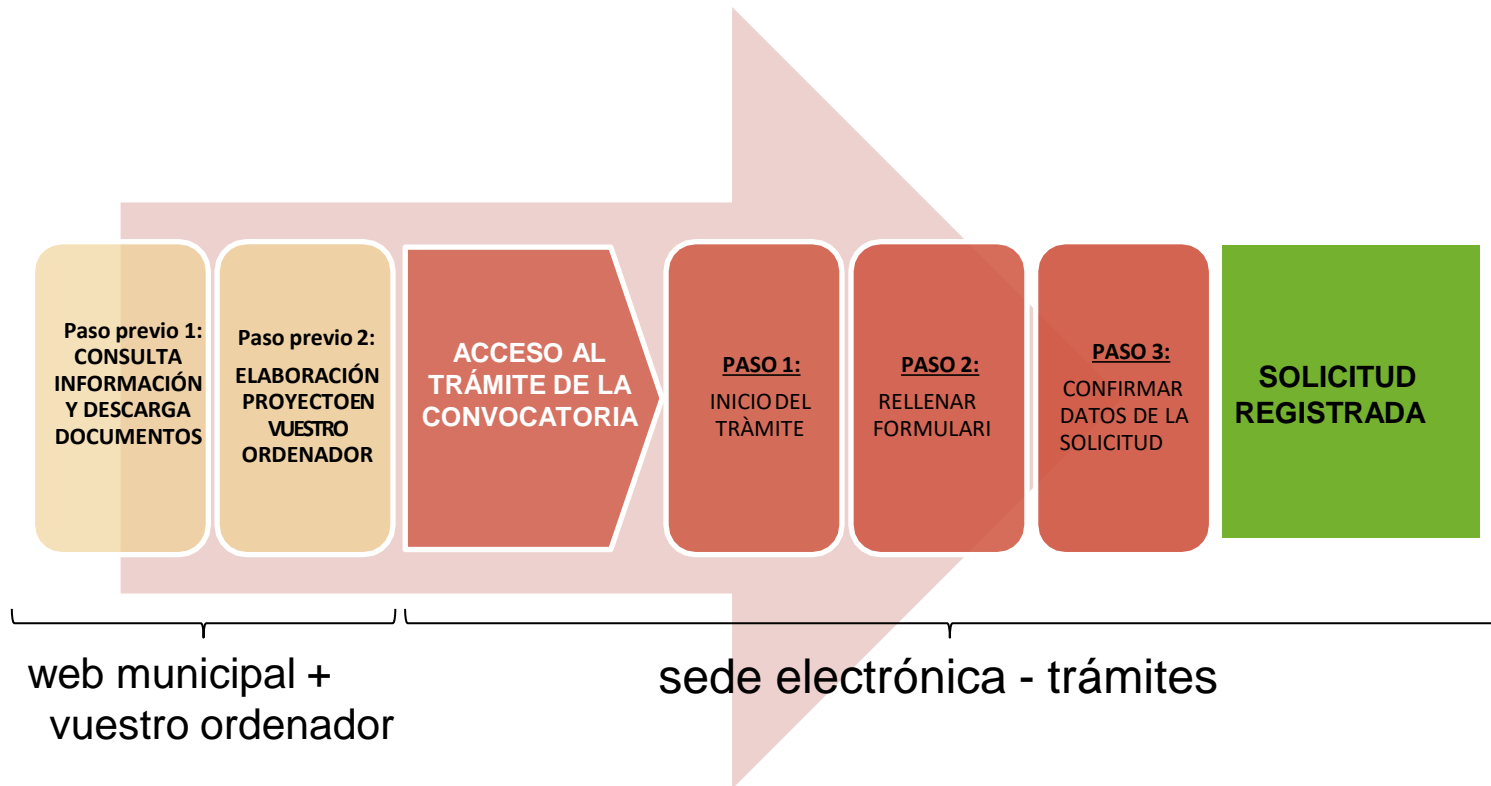 Paso previo 1:
CONSULTA
INFORMACIÓN
Y DESCARGA
DOCUMENTOS
Paso previo 2:
ELABORACIÓN
PROYECTOEN
VUESTRO
ORDENADOR
ACCESO AL
TRÁMITE DE LA
CONVOCATORIA
PASO 1:
INICIO DEL
TRÀMITE
PASO 2:
RELLENAR
FORMULARI
PASO 3:
CONFIRMAR
DATOS DE LA
SOLICITUD
SOLICITUD
REGISTRADA
web municipal +
vuestro ordenador
sede electrónica - trámites